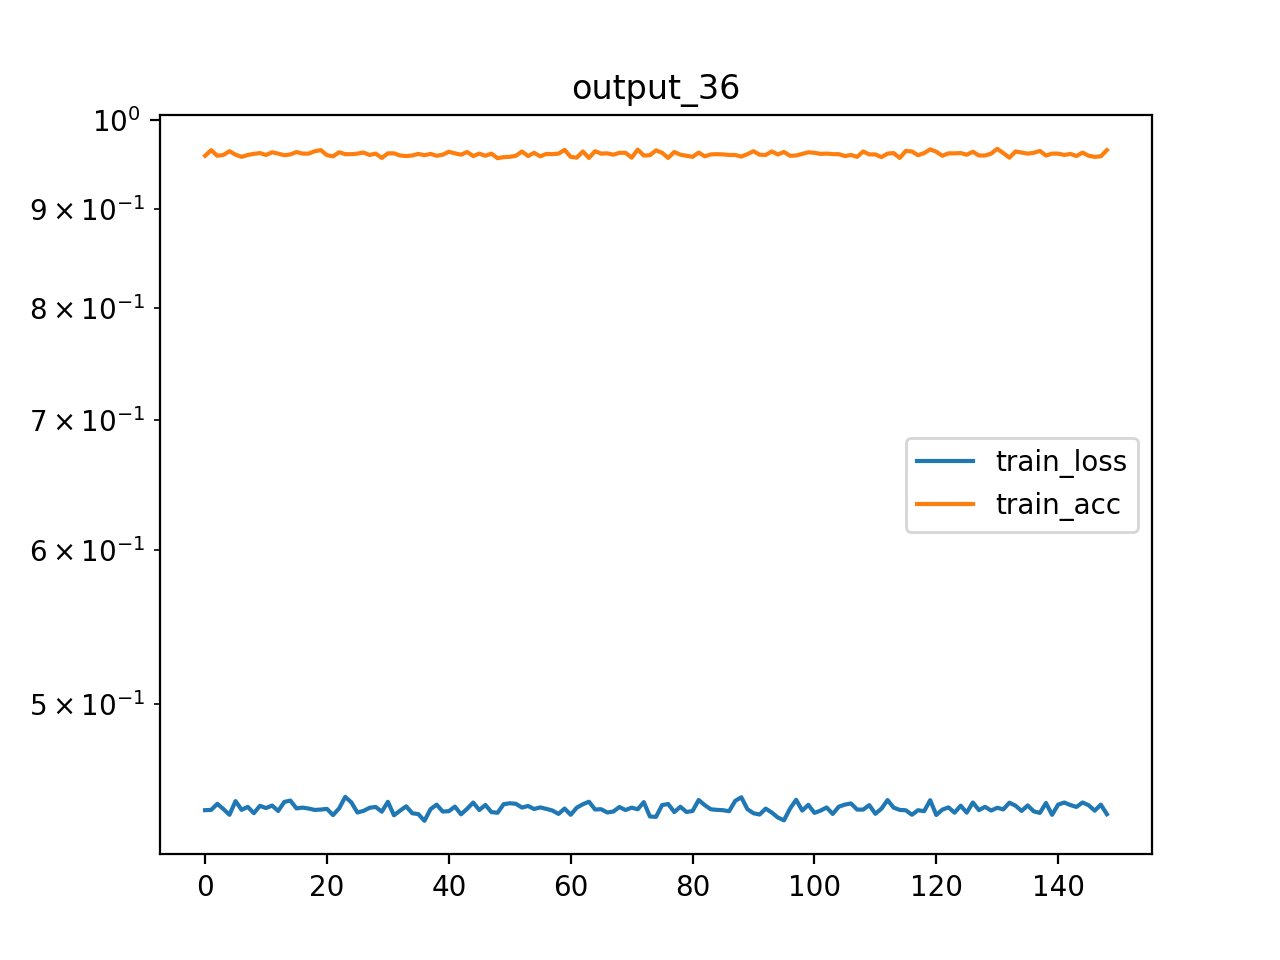 output_36
10⁰
9 × 10⁻¹
8 × 10⁻¹
7 × 10⁻¹
6 × 10⁻¹
5 × 10⁻¹
train_loss
train_acc
0 20 40 60 80 100 120 140